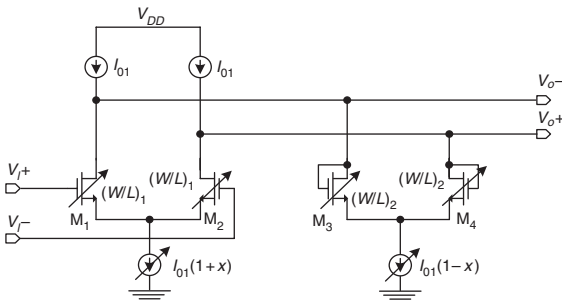 V_DD
I_01
I_01
V_o−
V_o+
V_I+
(W/L)_1
(W/L)_1
(W/L)_2
(W/L)_2
M_1
M_2
M_3
M_4
V_I−
I_01(1+x)
I_01(1−x)